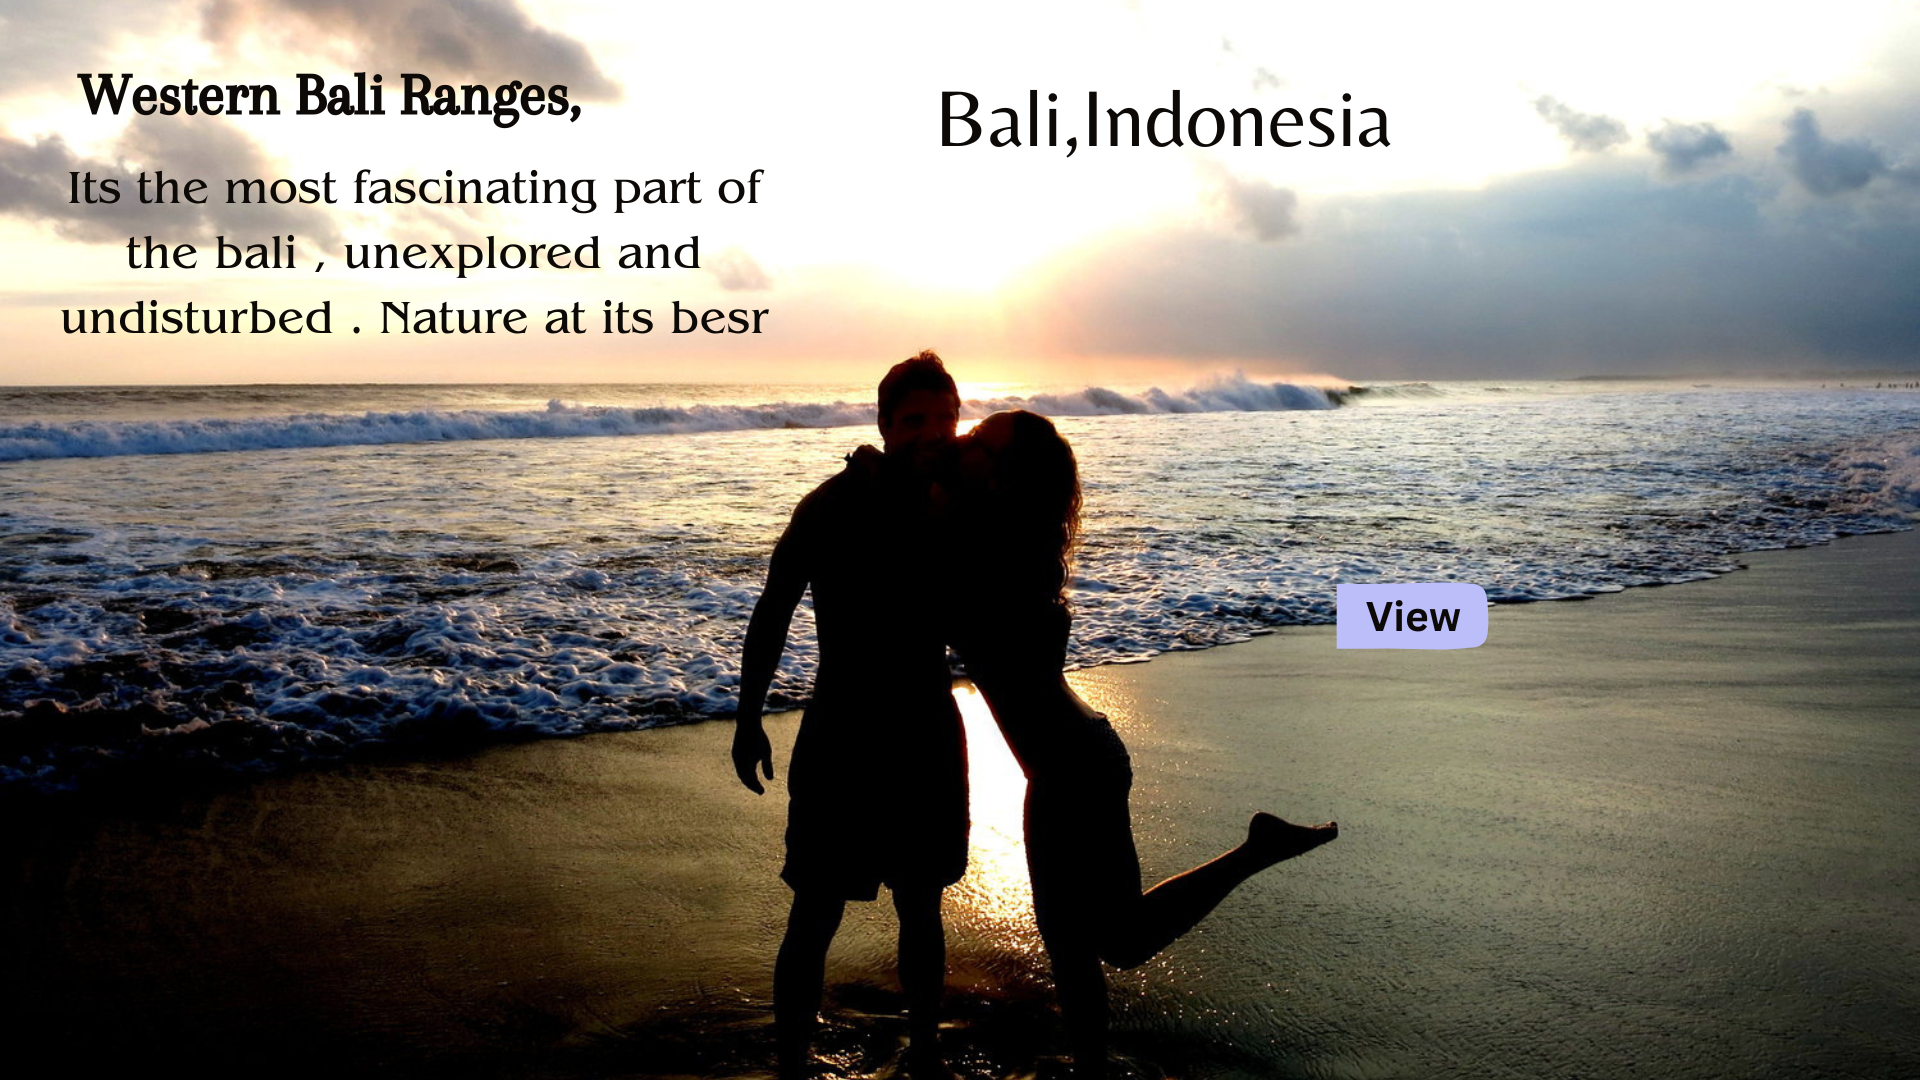 Western Bali Ranges,
Its the most fascinating part of
the bali , unexplored and
undisturbed . Nature at its besr
Bali,Indonesia
View